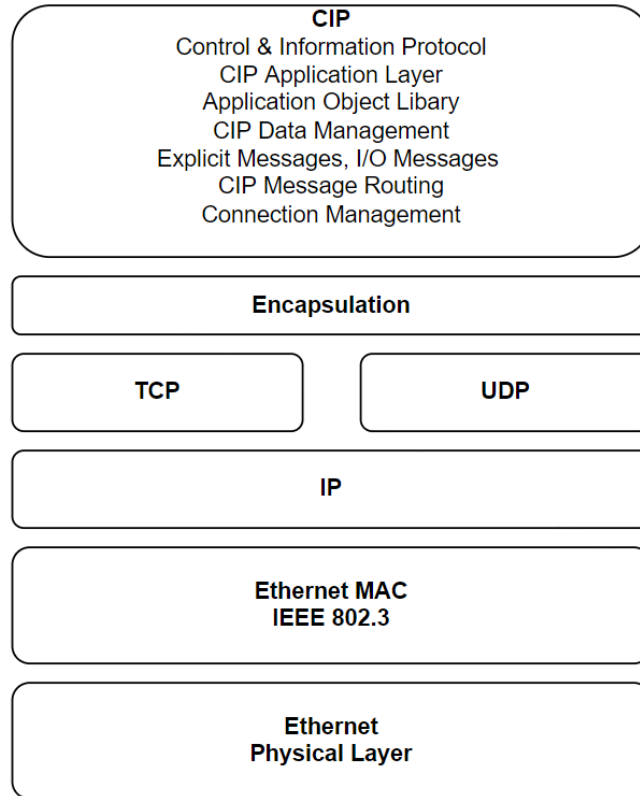 CIP
Control & Information Protocol
CIP Application Layer
Application Object Libary
CIP Data Management
Explicit Messages, I/O Messages
CIP Message Routing
Connection Management
Encapsulation
TCP
UDP
IP
Ethernet MAC
IEEE 802.3
Ethernet
Physical Layer